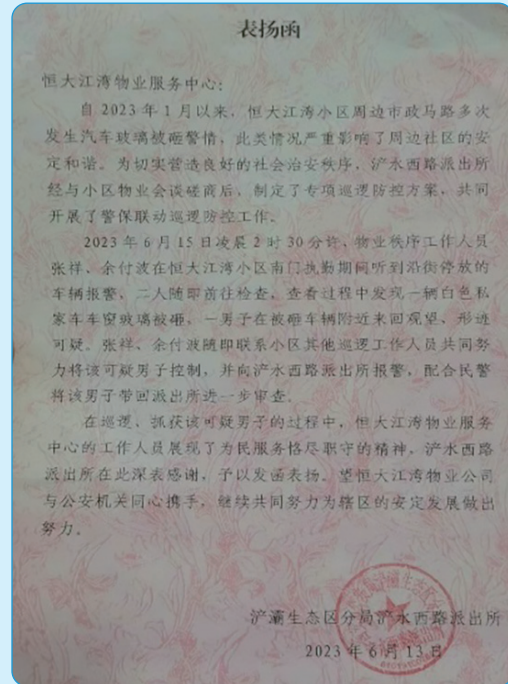 表扬函
恒大江湾物业服务中心：
自2023年1月以来，恒大江湾小区周边市政马路多次
发生汽车玻璃被砸警情，此类情况严重影响了周边社区的安
定和谐。为切实营造良好的社会治安秩序，浐水西路派出所
经与小区物业会谈磋商后，制定了专项巡逻防控方案，共同
开展了警保联动巡逻防控工作。
2023年6月15日凌晨2时30分许，物业秩序工作人员
张祥、余付波在恒大江湾小区南门执勤期间听到沿街停放的
车辆报警，二人随即前往检查，查看过程中发现一辆白色私
家车车窗玻璃被砸，一男子在被砸车辆附近来回观望、形迹
可疑。张祥、余付波随即联系小区其他巡逻工作人员共同努
力将该可疑男子控制，并向浐水西路派出所报警，配合民警
将该男子带回派出所进一步审查。
在巡逻、抓获该可疑男子的过程中，恒大江湾物业服务
中心的工作人员展现了为民服务恪尽职守的精神，浐水西路
派出所在此深表感谢，予以发函表扬。望恒大江湾物业公司
与公安机关同心携手，继续共同努力为辖区的安定发展做出
努力。
浐灞生态区分局浐水西路派出所
2023年6月13日